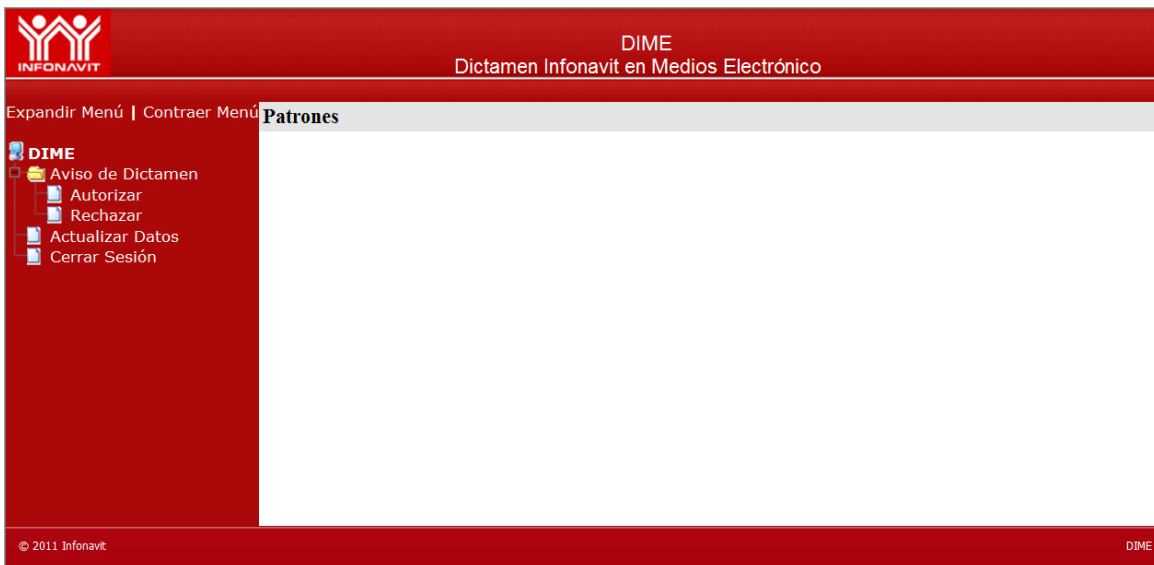 INFONAVIT
DIME
Dictamen Infonavit en Medios Electrónico
Expandir Menú | Contraer Menú
Patrones
DIME
Aviso de Dictamen
Autorizar
Rechazar
Actualizar Datos
Cerrar Sesión
© 2011 Infonavit
DIME